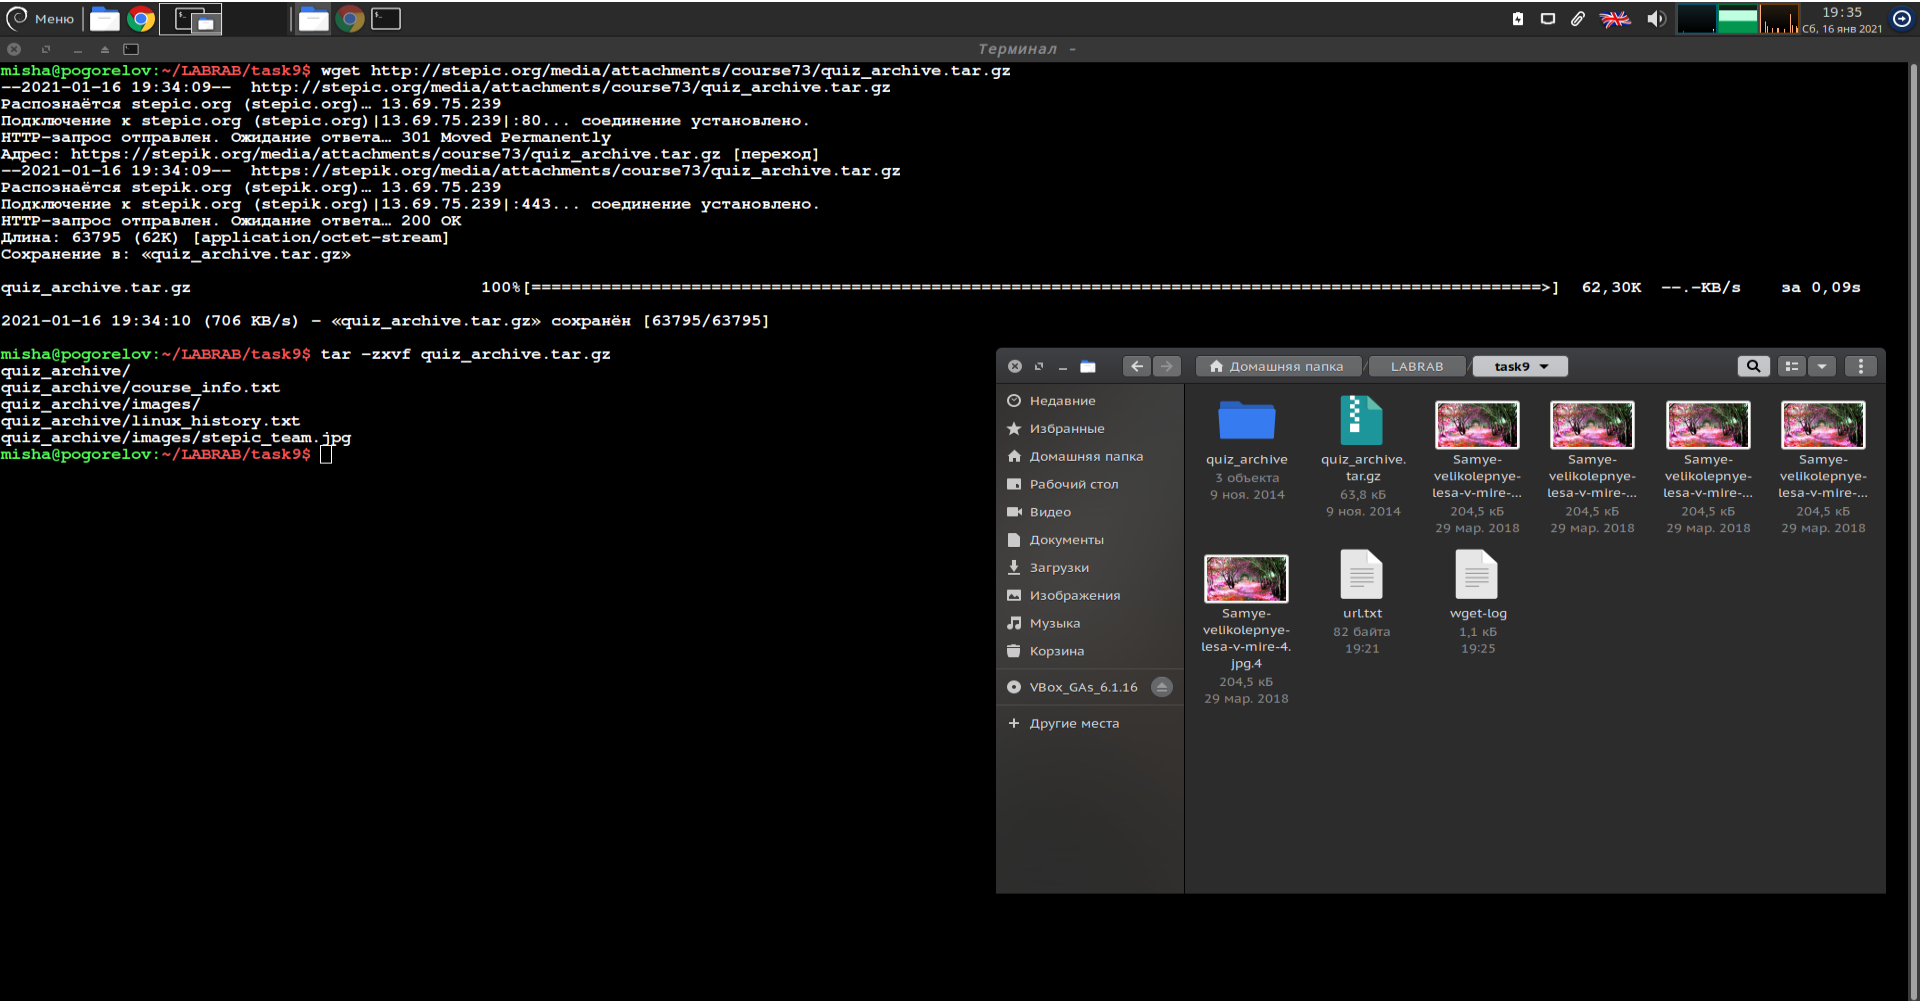 Меню
19:35
Сб, 16 янв 2021
Терминал -
misha@pogorelov:~/LABRAB/task9$ wget http://stepic.org/media/attachments/course73/quiz_archive.tar.gz
--2021-01-16 19:34:09--  http://stepic.org/media/attachments/course73/quiz_archive.tar.gz
Распознаётся stepic.org (stepic.org)… 13.69.75.239
Подключение к stepic.org (stepic.org)|13.69.75.239|:80... соединение установлено.
HTTP-запрос отправлен. Ожидание ответа… 301 Moved Permanently
Адрес: https://stepik.org/media/attachments/course73/quiz_archive.tar.gz [переход]
--2021-01-16 19:34:09--  https://stepik.org/media/attachments/course73/quiz_archive.tar.gz
Распознаётся stepik.org (stepik.org)… 13.69.75.239
Подключение к stepik.org (stepik.org)|13.69.75.239|:443... соединение установлено.
HTTP-запрос отправлен. Ожидание ответа… 200 OK
Длина: 63795 (62K) [application/octet-stream]
Сохранение в: «quiz_archive.tar.gz»
quiz_archive.tar.gz 100%[=====================================================================================================>] 62,30K --.-KB/s за 0,09s
2021-01-16 19:34:10 (706 KB/s) - «quiz_archive.tar.gz» сохранён [63795/63795]
misha@pogorelov:~/LABRAB/task9$ tar -zxvf quiz_archive.tar.gz
quiz_archive/
quiz_archive/course_info.txt
quiz_archive/images/
quiz_archive/linux_history.txt
quiz_archive/images/stepic_team.jpg
misha@pogorelov:~/LABRAB/task9$
Домашняя папка / LABRAB / task9
Недавние
Избранные
Домашняя папка
Рабочий стол
Видео
Документы
Загрузки
Изображения
Музыка
Корзина
VBox_GAs_6.1.16
Другие места
quiz_archive
3 объекта
9 ноя. 2014
quiz_archive.
tar.gz
63,8 кБ
9 ноя. 2014
Samye-
velikolepnye-
lesa-v-mire-...
204,5 кБ
29 мар. 2018
Samye-
velikolepnye-
lesa-v-mire-...
204,5 кБ
29 мар. 2018
Samye-
velikolepnye-
lesa-v-mire-...
204,5 кБ
29 мар. 2018
Samye-
velikolepnye-
lesa-v-mire-...
204,5 кБ
29 мар. 2018
Samye-
velikolepnye-
lesa-v-mire-4.
jpg.4
204,5 кБ
29 мар. 2018
url.txt
82 байта
19:21
wget-log
1,1 кБ
19:25